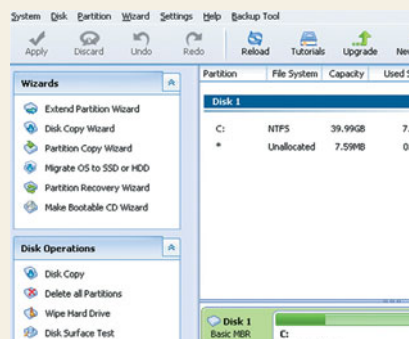 System Disk Partition Wizard Settings Help Backup Tool
Apply Discard Undo Redo Reload Tutorials Upgrade
Partition File System Capacity Used
Wizards
Disk 1
Extend Partition Wizard
C: NTFS 39.99GB 7.
Disk Copy Wizard
* Unallocated 7.59MB 0
Partition Copy Wizard
Migrate OS to SSD or HDD
Partition Recovery Wizard
Make Bootable CD Wizard
Disk Operations
Disk Copy
Delete all Partitions
Wipe Hard Drive
Disk Surface Test
Disk 1
Basic MBR C: